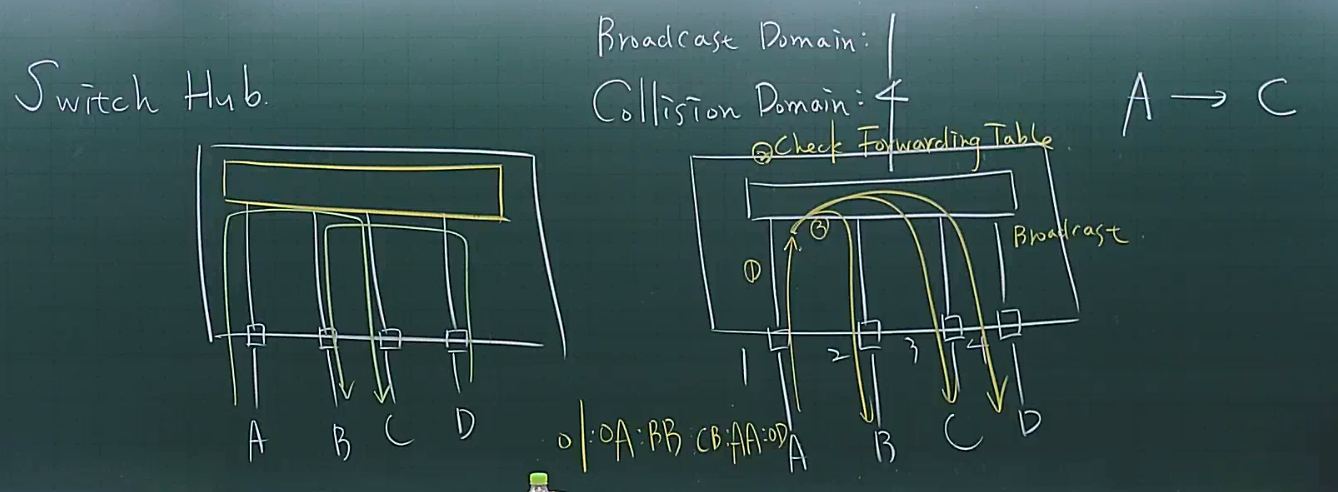 Switch Hub.
Broadcast Domain: 1
Collision Domain: 4
A → C
② Check Forwarding Table
③
Broadcast
①
1 2 3 4
A B C D
01:0A:BB:CB:AA:0D
A B C D